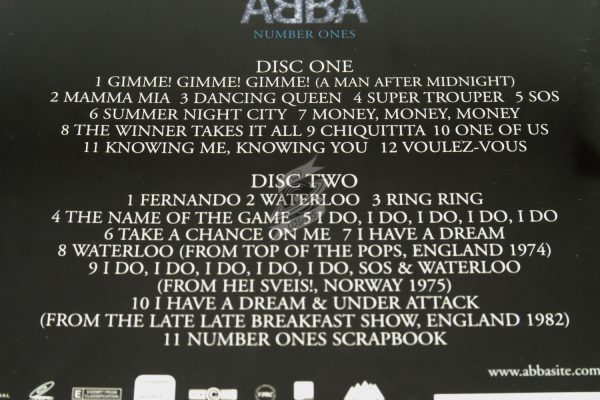 ABBA
NUMBER ONES
DISC ONE
1 GIMME! GIMME! GIMME! (A MAN AFTER MIDNIGHT)
2 MAMMA MIA 3 DANCING QUEEN 4 SUPER TROUPER 5 SOS
6 SUMMER NIGHT CITY 7 MONEY, MONEY, MONEY
8 THE WINNER TAKES IT ALL 9 CHIQUITITA 10 ONE OF US
11 KNOWING ME, KNOWING YOU 12 VOULEZ-VOUS
DISC TWO
1 FERNANDO 2 WATERLOO 3 RING RING
4 THE NAME OF THE GAME 5 I DO, I DO, I DO, I DO, I DO
6 TAKE A CHANCE ON ME 7 I HAVE A DREAM
8 WATERLOO (FROM TOP OF THE POPS, ENGLAND 1974)
9 I DO, I DO, I DO, I DO, I DO, SOS & WATERLOO
(FROM HEI SVEIS!, NORWAY 1975)
10 I HAVE A DREAM & UNDER ATTACK
(FROM THE LATE LATE BREAKFAST SHOW, ENGLAND 1982)
11 NUMBER ONES SCRAPBOOK
www.abbasite.com
E EXEMPT FROM CLASSIFICATION